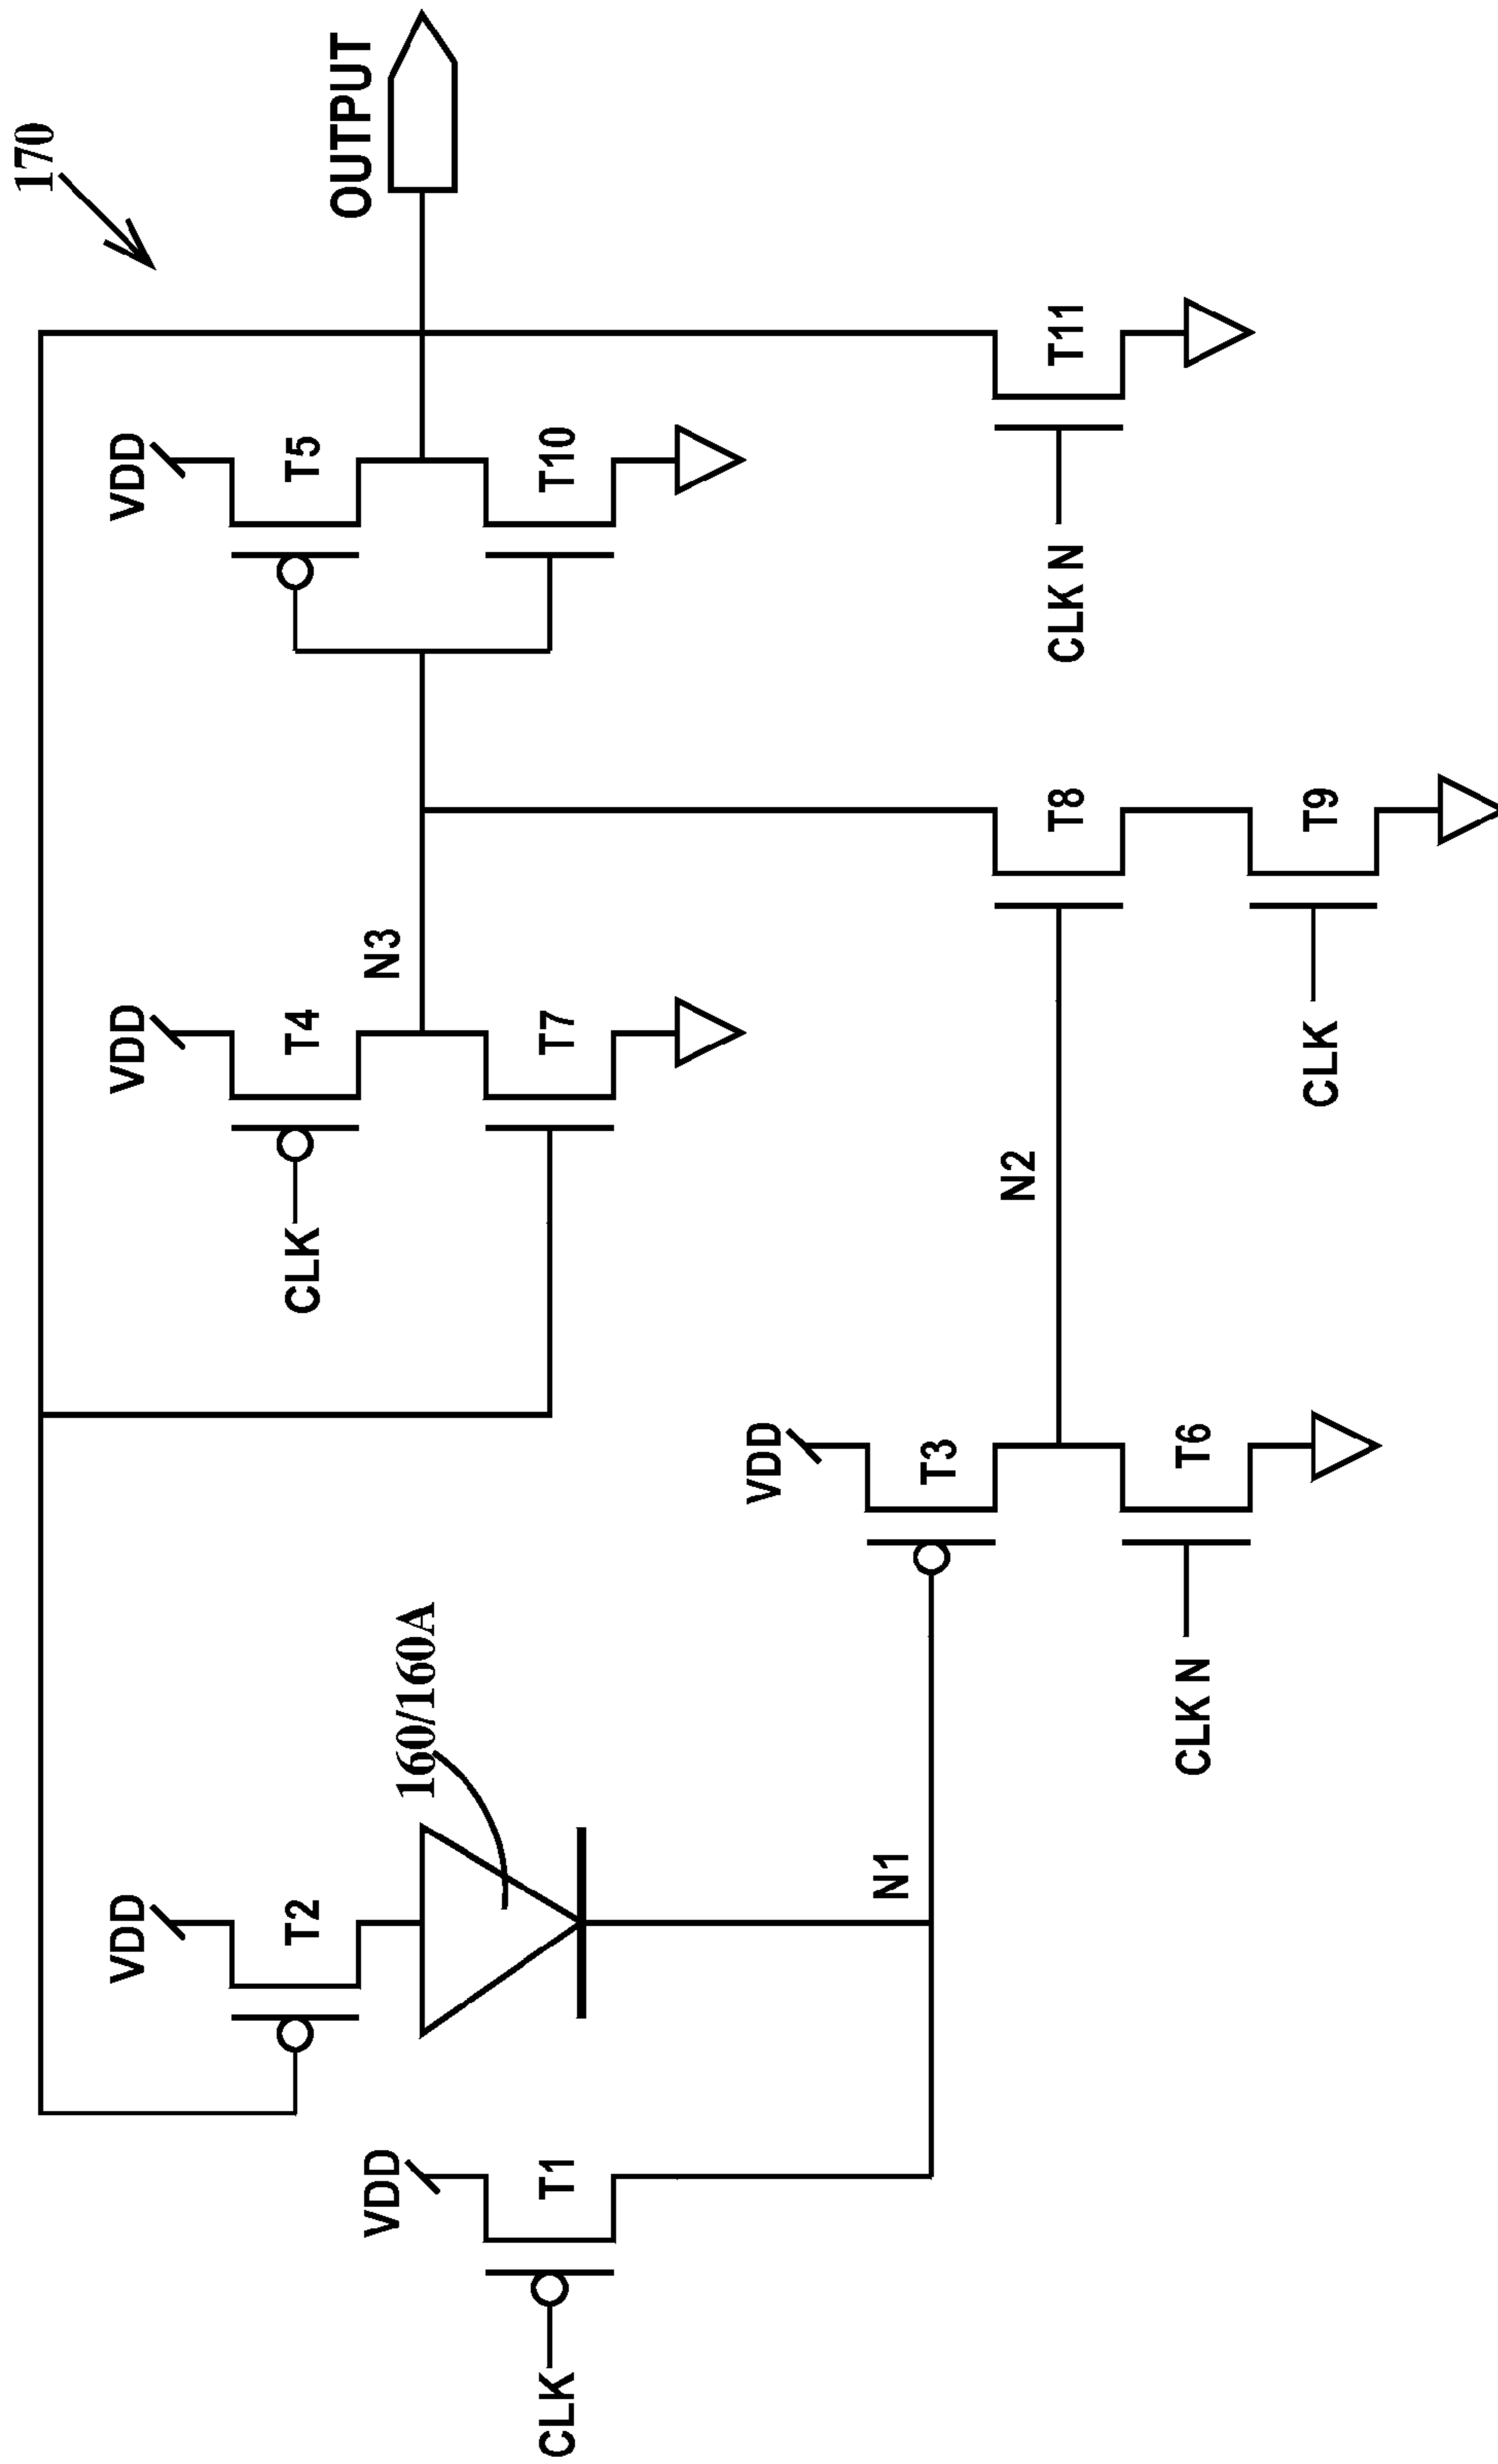 170
OUTPUT
VDD
T5
T10
CLK N
T11
VDD
CLK
T4
T7
N3
T8
CLK
T9
N2
VDD
T3
CLK N
T6
160/160A
VDD
T2
N1
VDD
CLK
T1